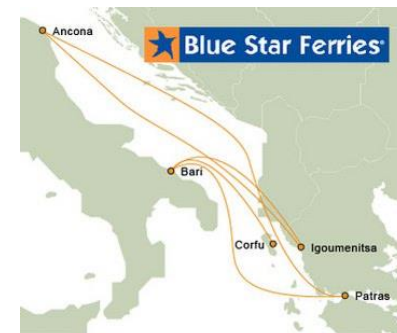 Ancona
Blue Star Ferries®
Bari
Corfu
Igoumenitsa
Patras